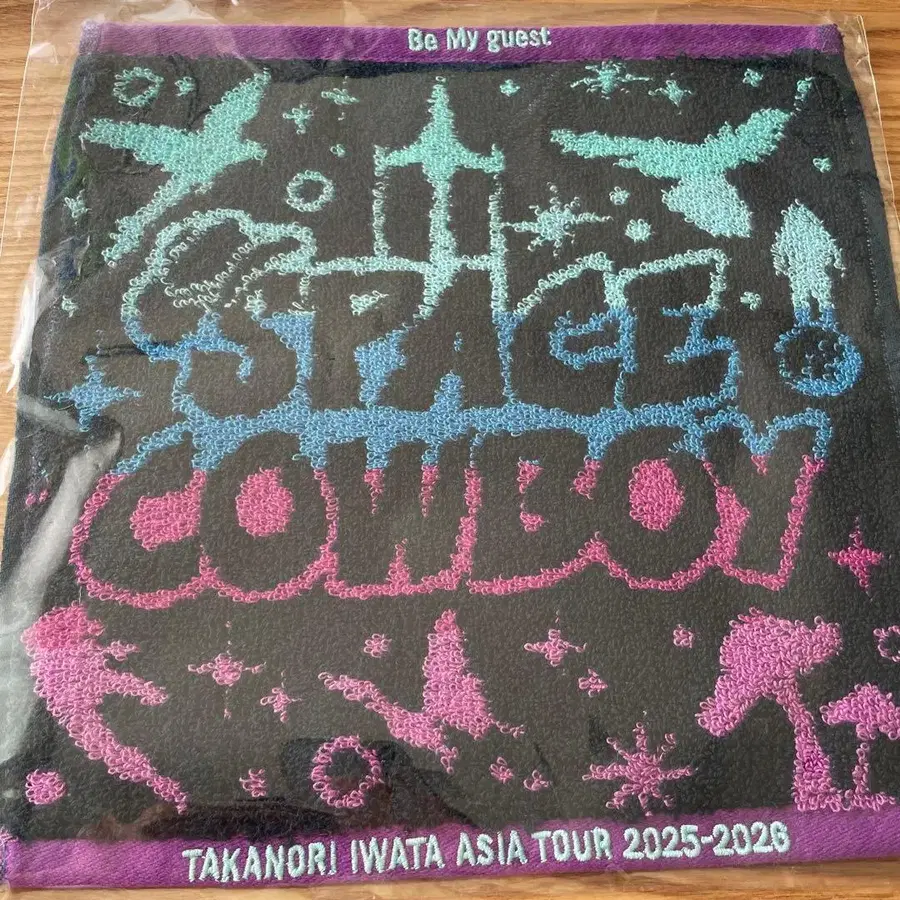 Be My guest
SPACE
COWBOY
TAKANORI IWATA ASIA TOUR 2025-2026